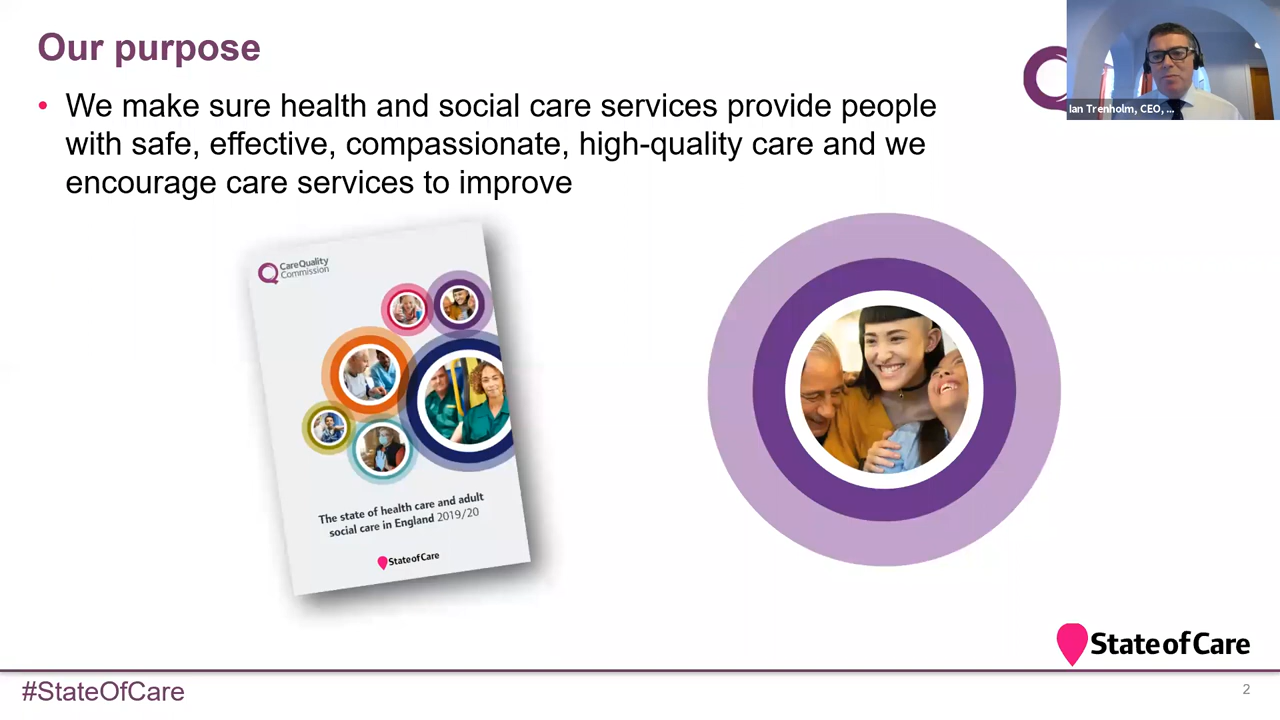 Our purpose
• We make sure health and social care services provide people
with safe, effective, compassionate, high-quality care and we
encourage care services to improve
Ian Trenholm, CEO, ...
CareQuality
Commission
The state of health care and adult
social care in England 2019/20
StateofCare
StateofCare
#StateOfCare
2